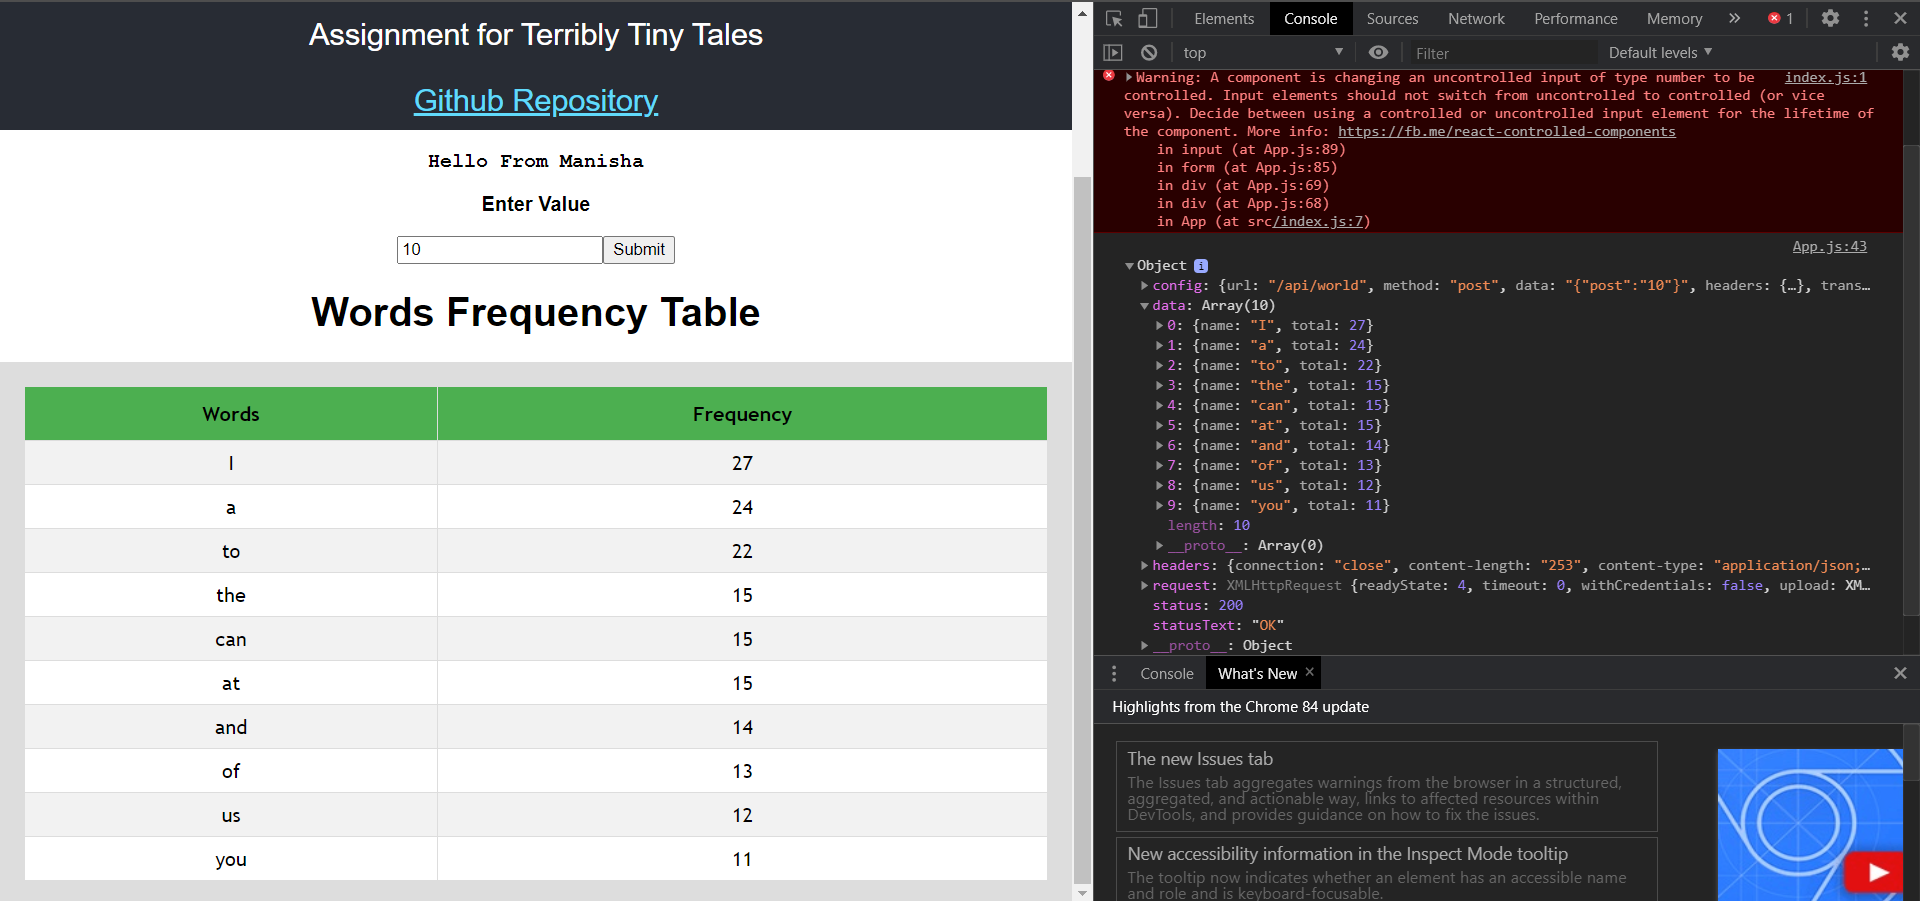 Assignment for Terribly Tiny Tales
Github Repository
Hello From Manisha
Enter Value
10 Submit
Words Frequency Table
Words Frequency
I 27
a 24
to 22
the 15
can 15
at 15
and 14
of 13
us 12
you 11
Elements Console Sources Network Performance Memory » 1
top Filter Default levels
Warning: A component is changing an uncontrolled input of type number to be index.js:1
controlled. Input elements should not switch from uncontrolled to controlled (or vice
versa). Decide between using a controlled or uncontrolled input element for the lifetime of
the component. More info: https://fb.me/react-controlled-components
in input (at App.js:89)
in form (at App.js:85)
in div (at App.js:69)
in div (at App.js:68)
in App (at src/index.js:7)
App.js:43
Object i
config: {url: "/api/world", method: "post", data: "{"post":"10"}", headers: {…}, trans…
data: Array(10)
0: {name: "I", total: 27}
1: {name: "a", total: 24}
2: {name: "to", total: 22}
3: {name: "the", total: 15}
4: {name: "can", total: 15}
5: {name: "at", total: 15}
6: {name: "and", total: 14}
7: {name: "of", total: 13}
8: {name: "us", total: 12}
9: {name: "you", total: 11}
length: 10
__proto__: Array(0)
headers: {connection: "close", content-length: "253", content-type: "application/json;…
request: XMLHttpRequest {readyState: 4, timeout: 0, withCredentials: false, upload: XM…
status: 200
statusText: "OK"
__proto__: Object
Console What's New ×
Highlights from the Chrome 84 update
The new Issues tab
The Issues tab aggregates warnings from the browser in a structured,
aggregated, and actionable way, links to affected resources within
DevTools, and provides guidance on how to fix the issues.
New accessibility information in the Inspect Mode tooltip
The tooltip now indicates whether an element has an accessible name
and role and is keyboard-focusable.